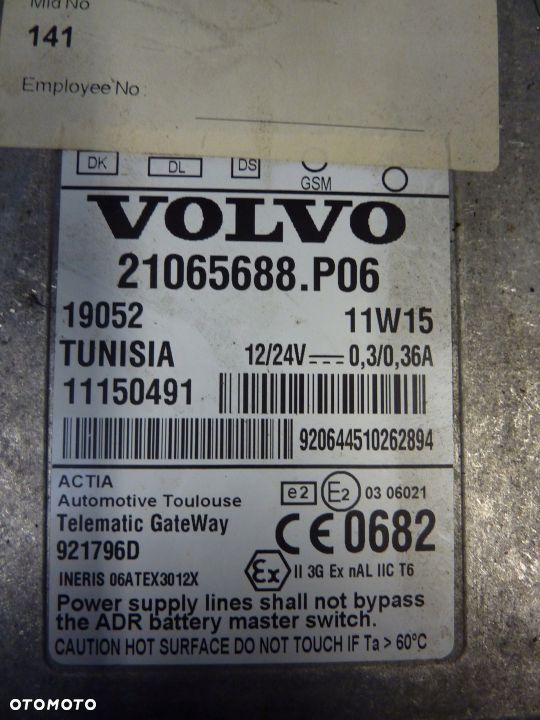 Mid No
141
Employee No:
DK DL DS GSM
VOLVO
21065688.P06
19052 11W15
TUNISIA 12/24V 0,3/0,36A
11150491
920644510262894
ACTIA
Automotive Toulouse e2 E2 03 06021
Telematic GateWay
921796D CE 0682
INERIS 06ATEX3012X Ex II 3G Ex nAL IIC T6
Power supply lines shall not bypass
the ADR battery master switch.
CAUTION HOT SURFACE DO NOT TOUCH IF Ta > 60°C
OTOMOTO